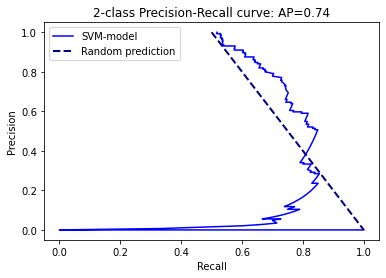 2-class Precision-Recall curve: AP=0.74
SVM-model
Random prediction
Precision
1.0
0.8
0.6
0.4
0.2
0.0
0.0 0.2 0.4 0.6 0.8 1.0
Recall